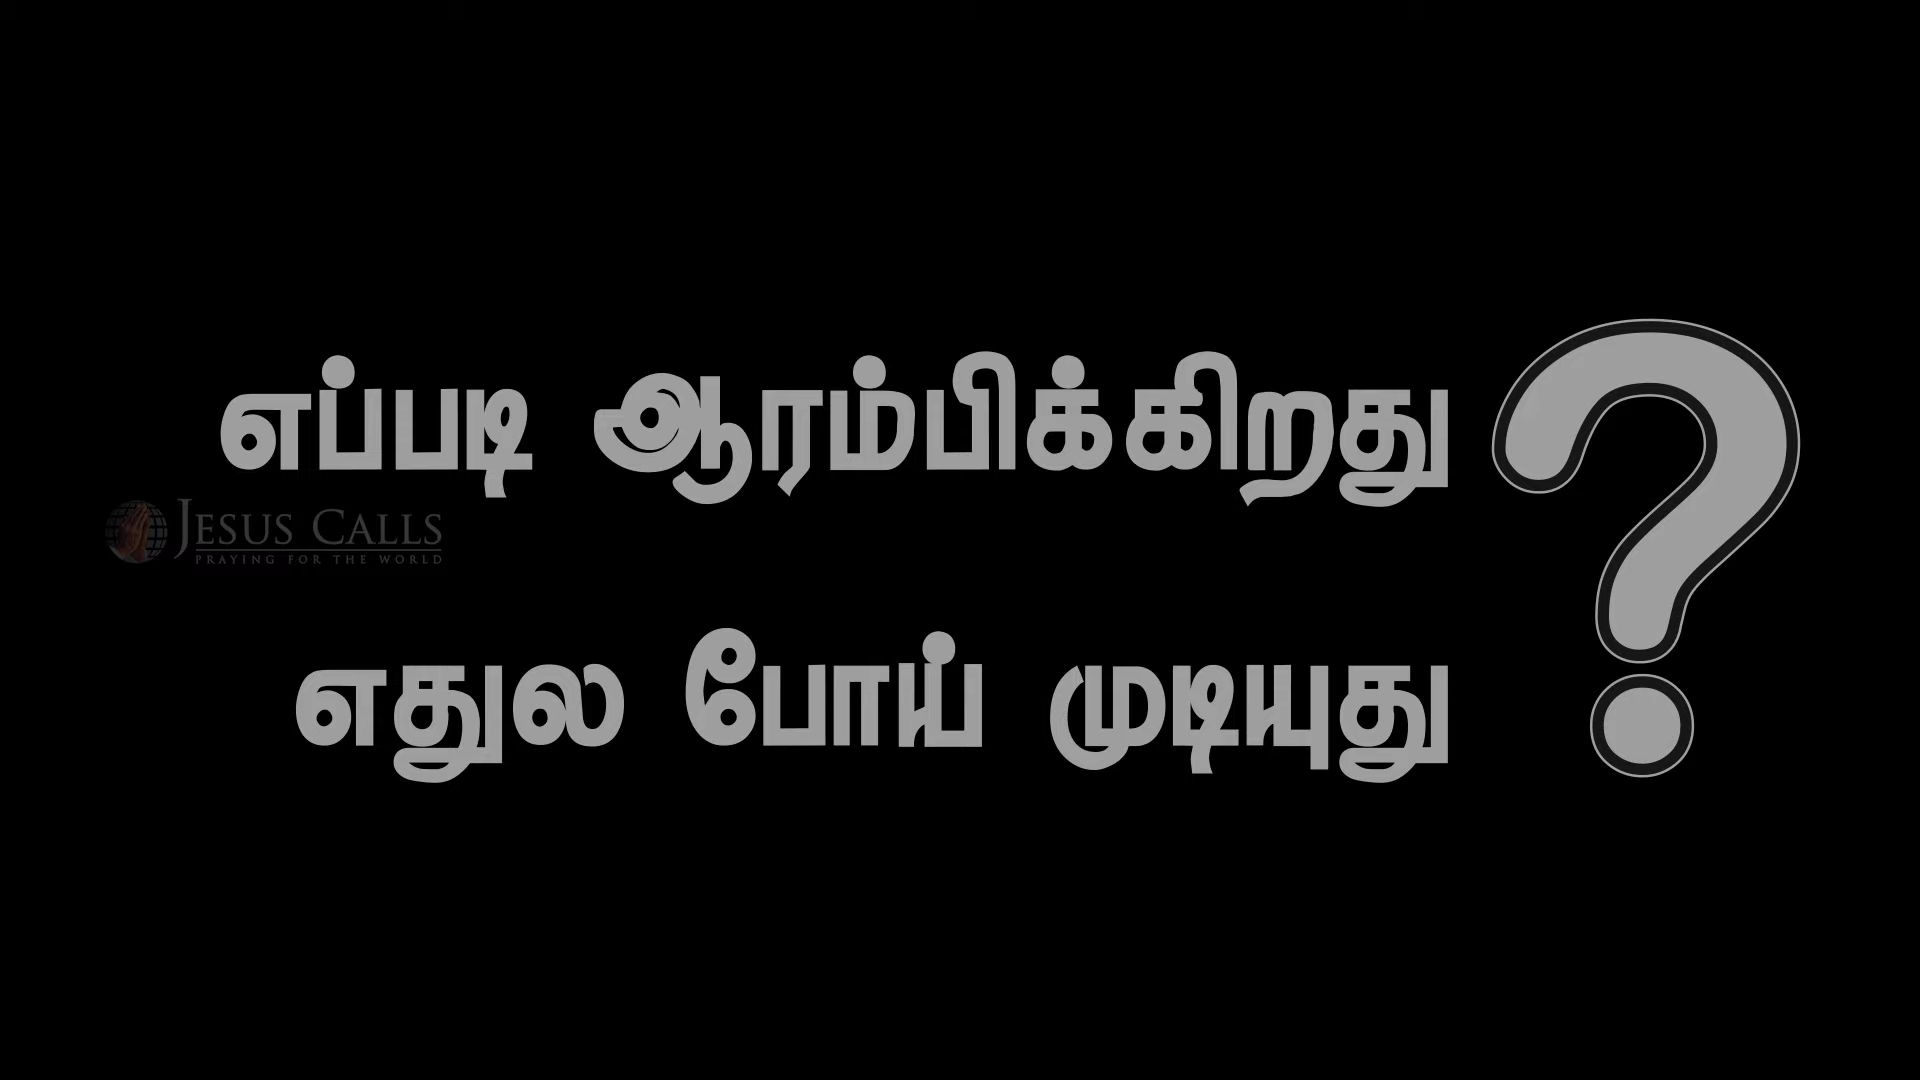 எப்படி ஆரம்பிக்கிறது
எதுல போய் முடியுது ?
JESUS CALLS
PRAYING FOR THE WORLD